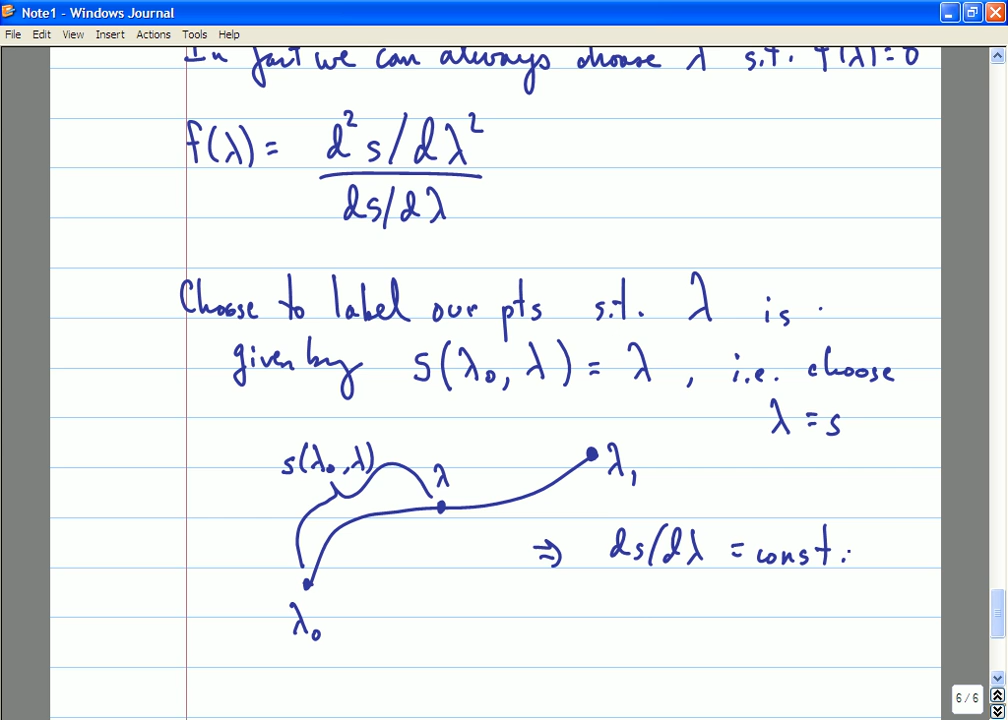 Note1 - Windows Journal
File Edit View Insert Actions Tools Help
In fact we can always choose λ s.t. f(λ)=0
f(λ) = d²s/dλ²
ds/dλ
Choose to label our pts s.t. λ is
given by S(λ₀, λ) = λ , i.e. choose
λ = s
s(λ₀, λ) λ λ₁
⇒ ds/dλ = const.
λ₀
6/6